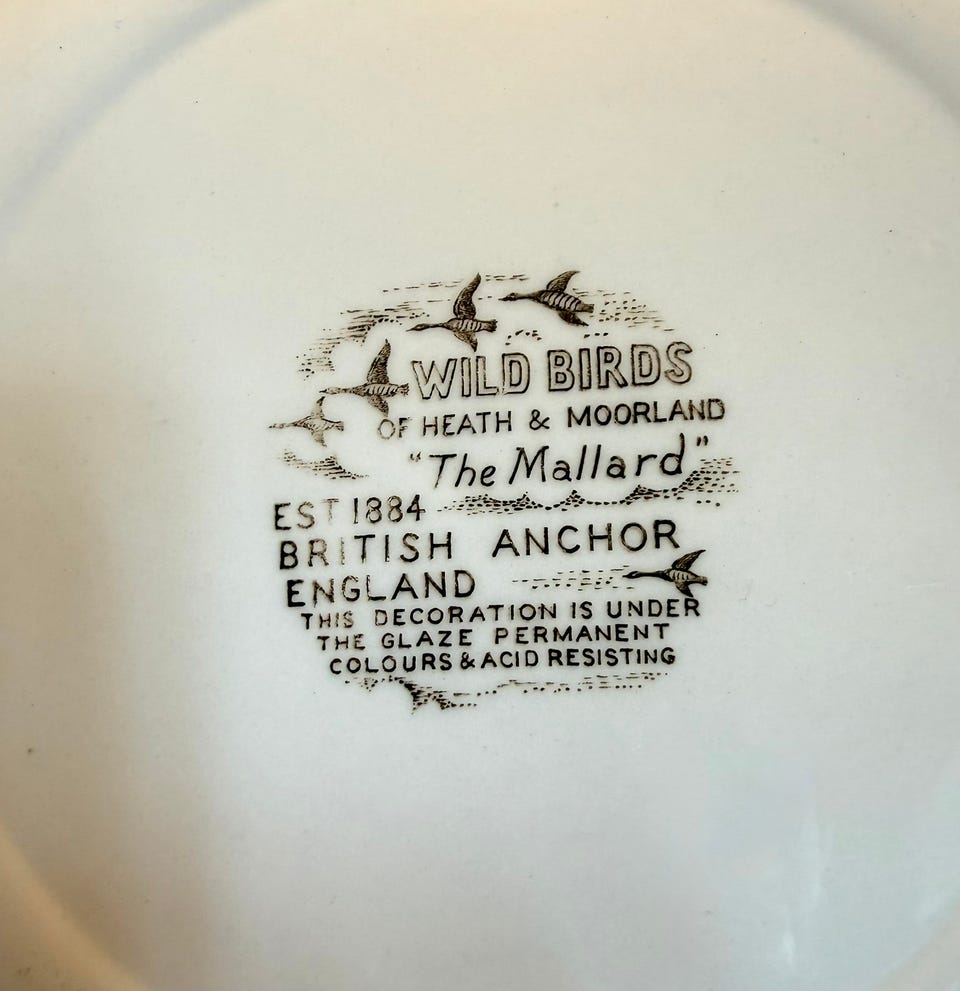 WILD BIRDS
OF HEATH & MOORLAND
"The Mallard"
EST 1884
BRITISH ANCHOR
ENGLAND
THIS DECORATION IS UNDER
THE GLAZE PERMANENT
COLOURS & ACID RESISTING